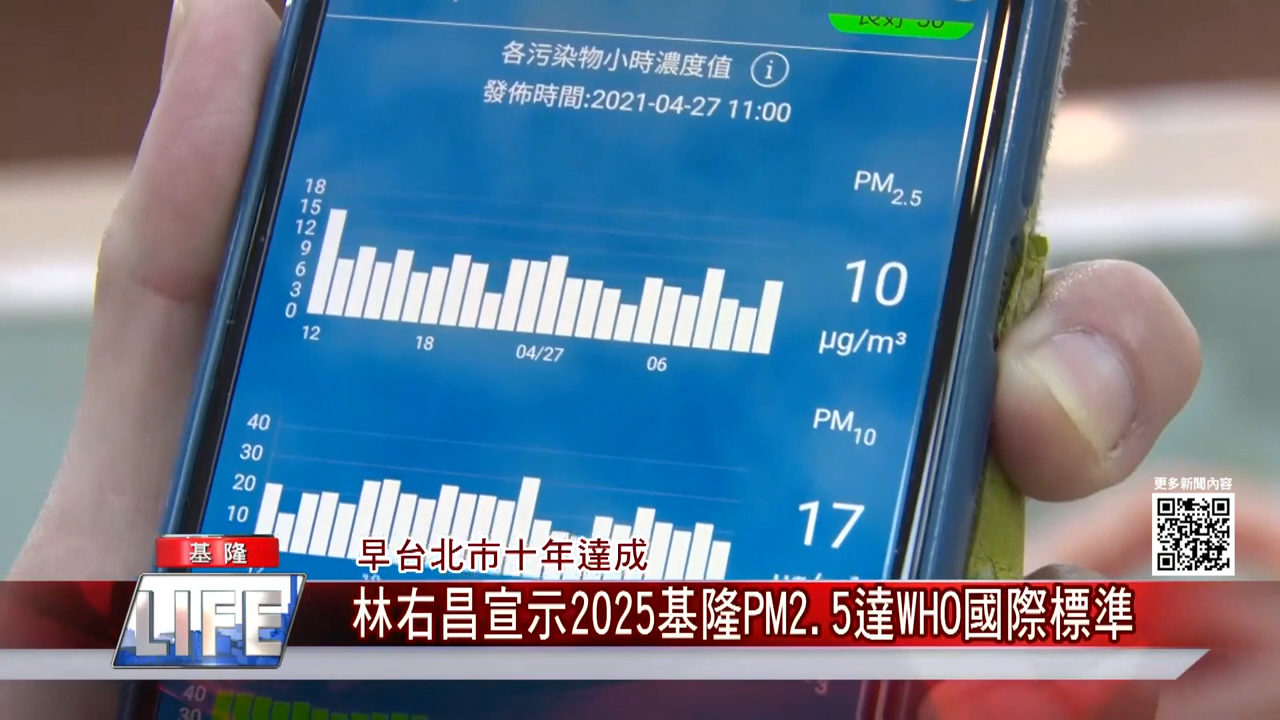 各污染物小時濃度值 i
發佈時間:2021-04-27 11:00
PM2.5
18
15
12
9
6
3
0
10
μg/m³
12 18 04/27 06
PM10
40
30
20
10
17
更多新聞內容
基隆
早台北市十年達成
LIFE
林右昌宣示2025基隆PM2.5達WHO國際標準
40
30